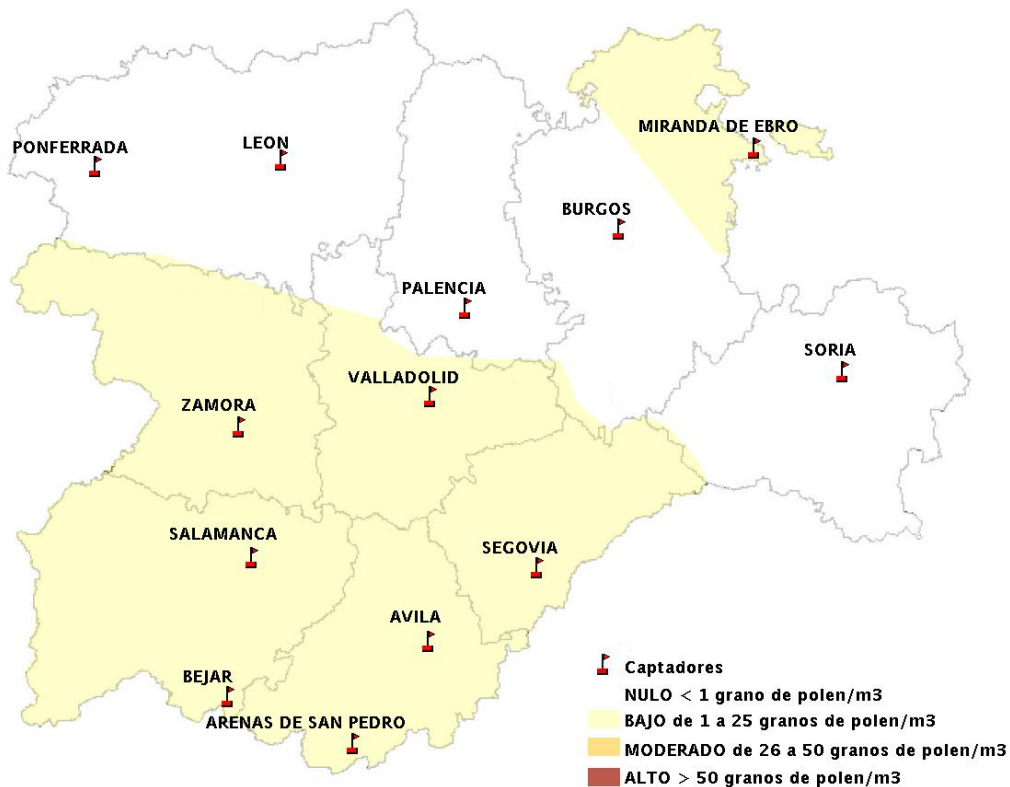 MIRANDA DE EBRO
PONFERRADA
LEON
BURGOS
PALENCIA
SORIA
VALLADOLID
ZAMORA
SALAMANCA
SEGOVIA
AVILA
BEJAR
ARENAS DE SAN PEDRO
Captadores
NULO < 1 grano de polen/m3
BAJO de 1 a 25 granos de polen/m3
MODERADO de 26 a 50 granos de polen/m3
ALTO > 50 granos de polen/m3